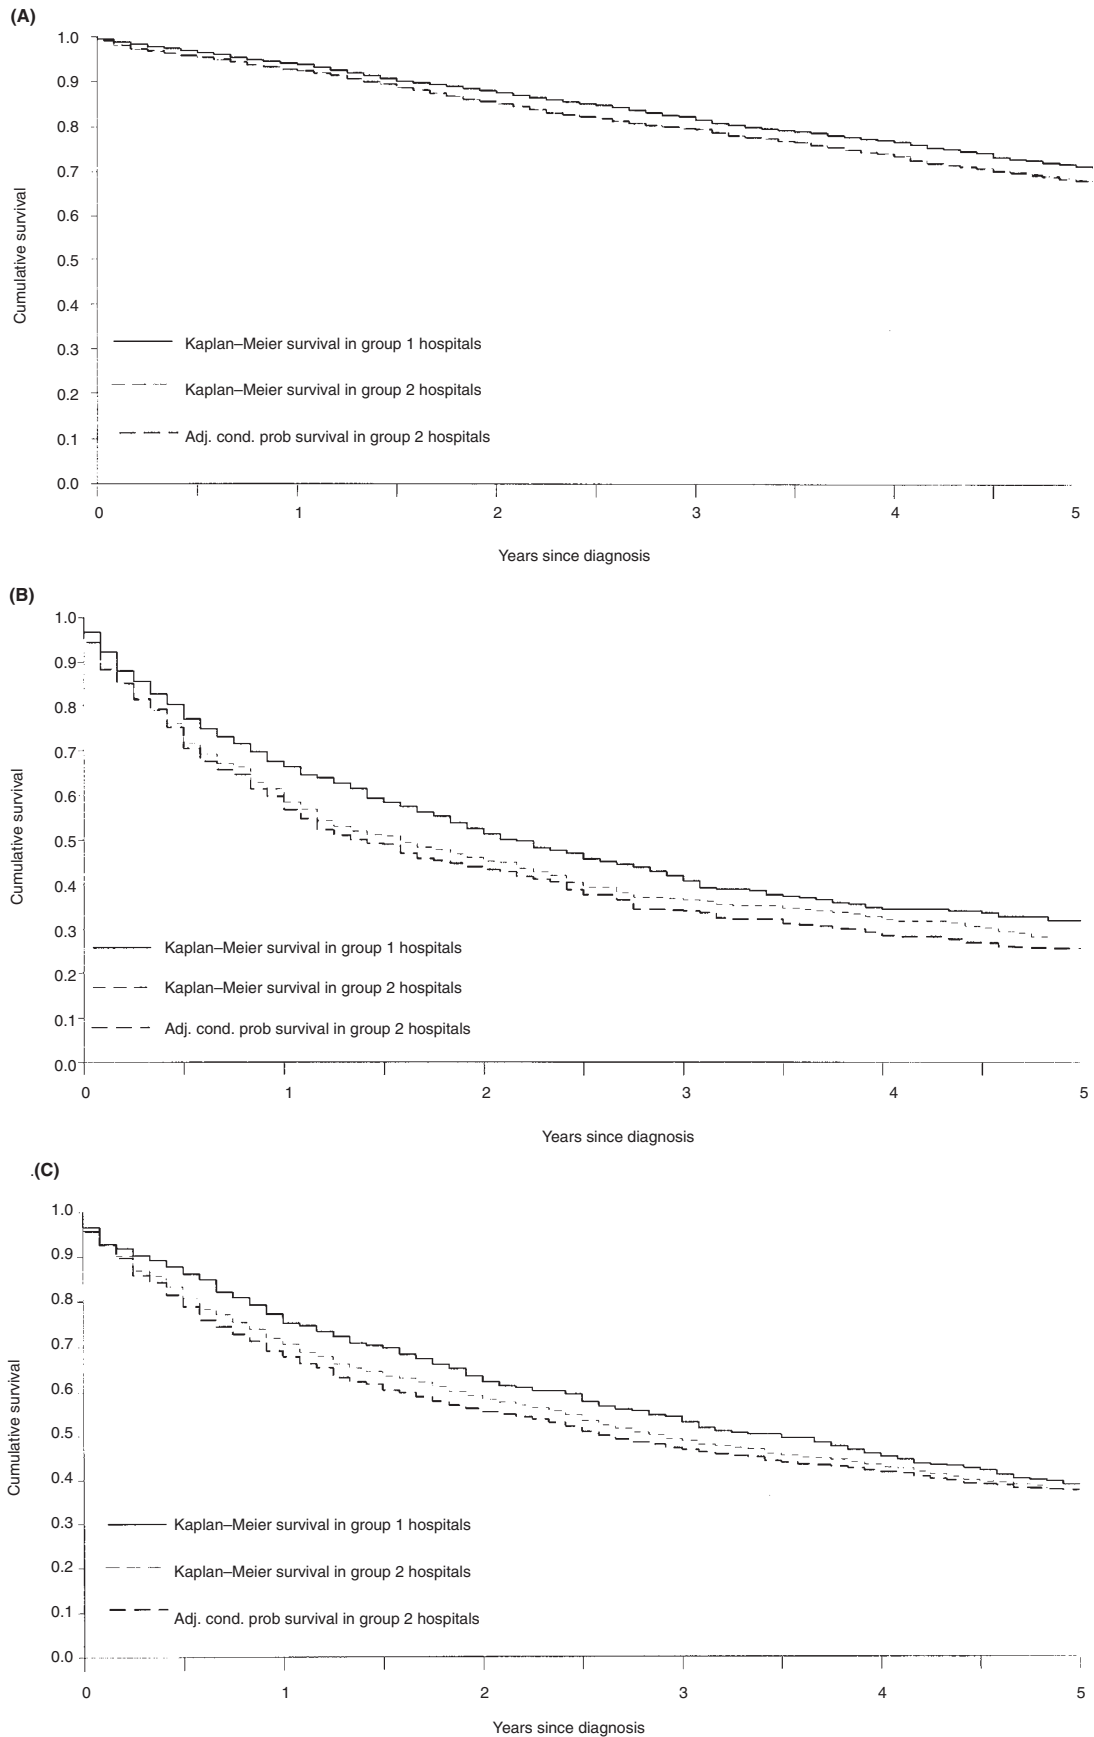 (A)
1.0
0.9
0.8
0.7
0.6
0.5
0.4
0.3
0.2
0.1
0.0
Cumulative survival
Kaplan–Meier survival in group 1 hospitals
Kaplan–Meier survival in group 2 hospitals
Adj. cond. prob survival in group 2 hospitals
0 1 2 3 4 5
Years since diagnosis
(B)
1.0
0.9
0.8
0.7
0.6
0.5
0.4
0.3
0.2
0.1
0.0
Cumulative survival
Kaplan–Meier survival in group 1 hospitals
Kaplan–Meier survival in group 2 hospitals
Adj. cond. prob survival in group 2 hospitals
0 1 2 3 4 5
Years since diagnosis
.(C)
1.0
0.9
0.8
0.7
0.6
0.5
0.4
0.3
0.2
0.1
0.0
Cumulative survival
Kaplan–Meier survival in group 1 hospitals
Kaplan–Meier survival in group 2 hospitals
Adj. cond. prob survival in group 2 hospitals
0 1 2 3 4 5
Years since diagnosis